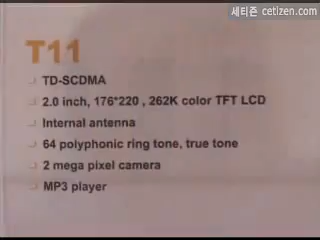 세티즌 cetizen.com
T11
TD-SCDMA
2.0 inch, 176*220 , 262K color TFT LCD
Internal antenna
64 polyphonic ring tone, true tone
2 mega pixel camera
MP3 player